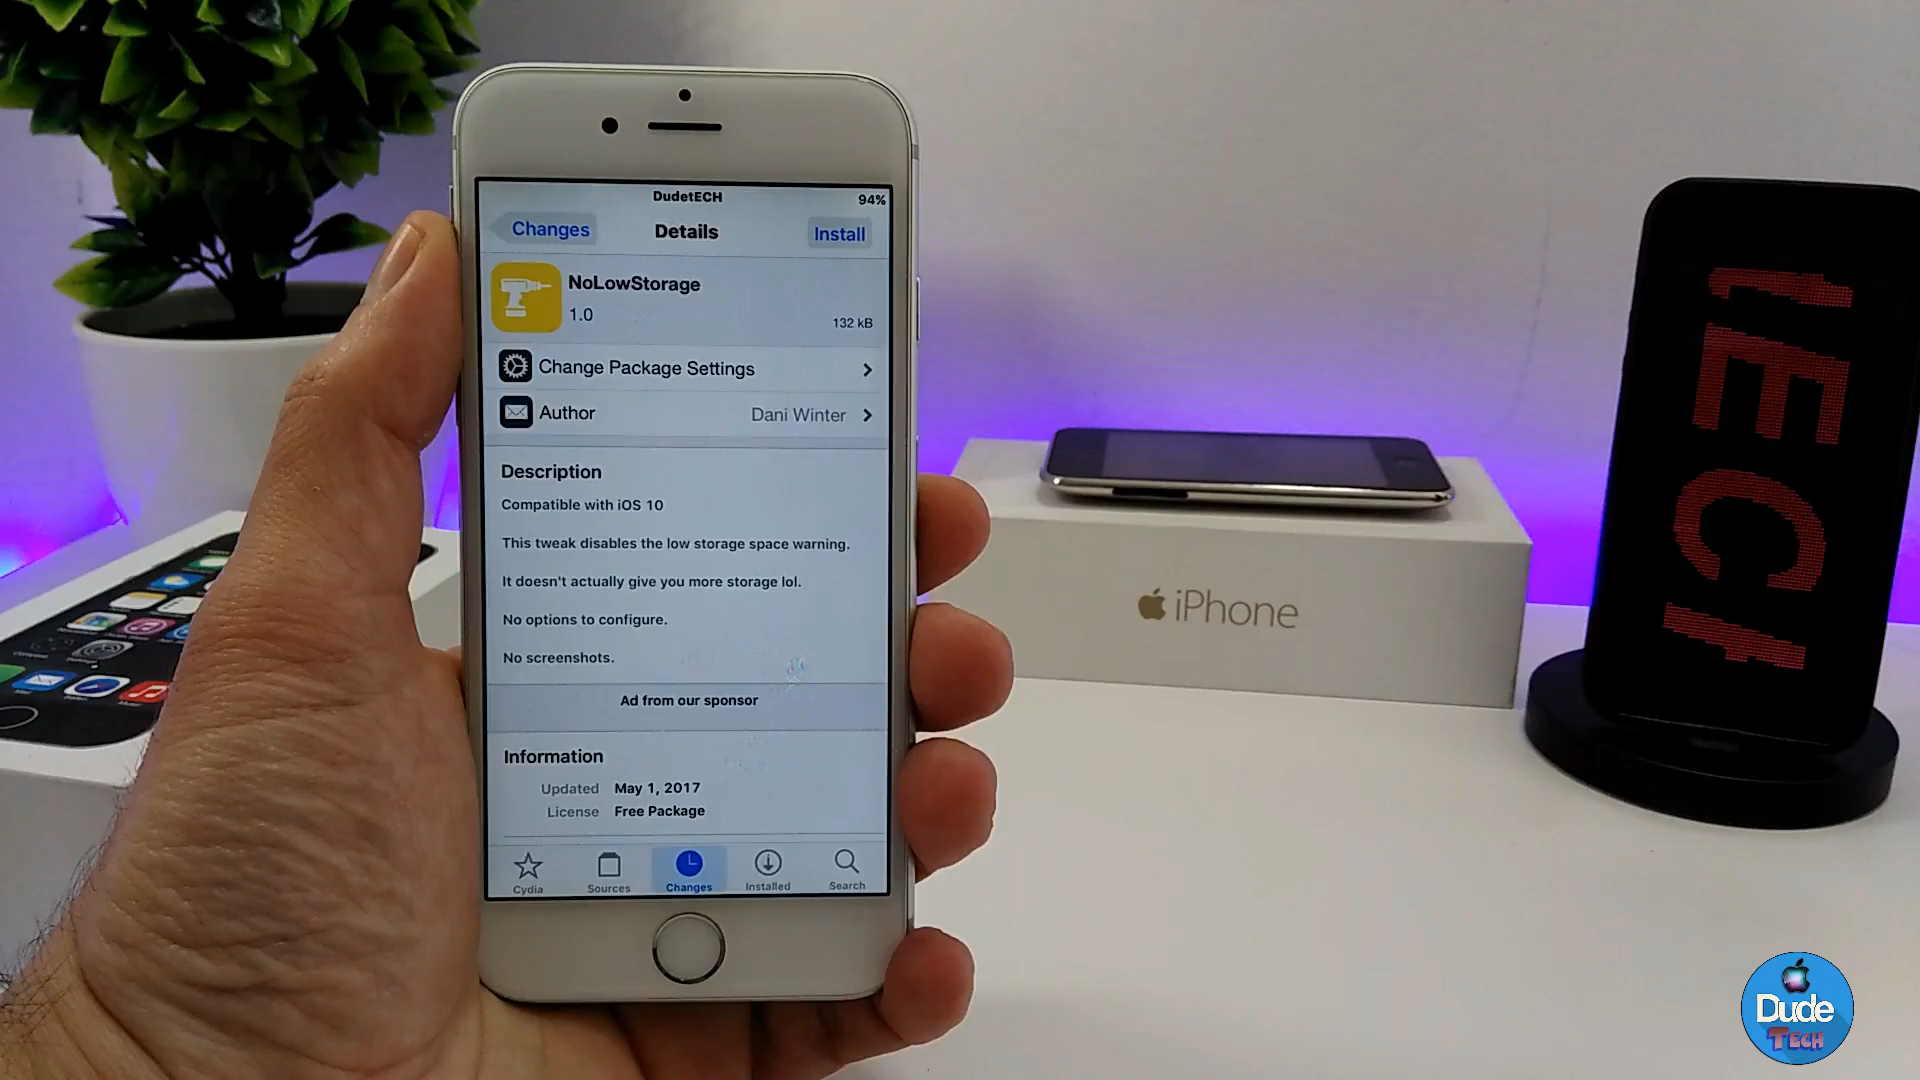 DudetECH
94%
Changes
Details
Install
NoLowStorage
1.0
132 kB
Change Package Settings
Author
Dani Winter
Description
Compatible with iOS 10
This tweak disables the low storage space warning.
It doesn't actually give you more storage lol.
No options to configure.
No screenshots.
Ad from our sponsor
Information
Updated May 1, 2017
License Free Package
Cydia
Sources
Changes
Installed
Search
iPhone
Dude
TECH